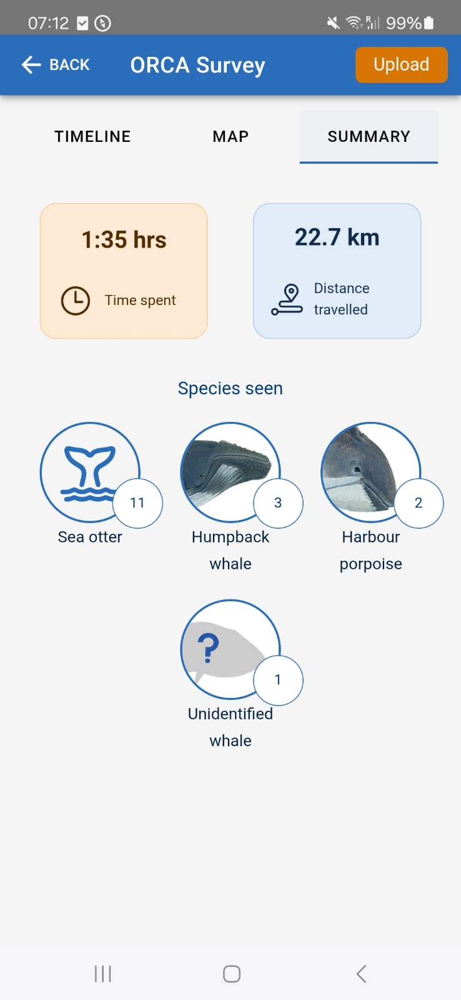 07:12
R
99%
BACK
ORCA Survey
Upload
TIMELINE
MAP
SUMMARY
1:35 hrs
Time spent
22.7 km
Distance
travelled
Species seen
11
Sea otter
3
Humpback
whale
2
Harbour
porpoise
?
1
Unidentified
whale